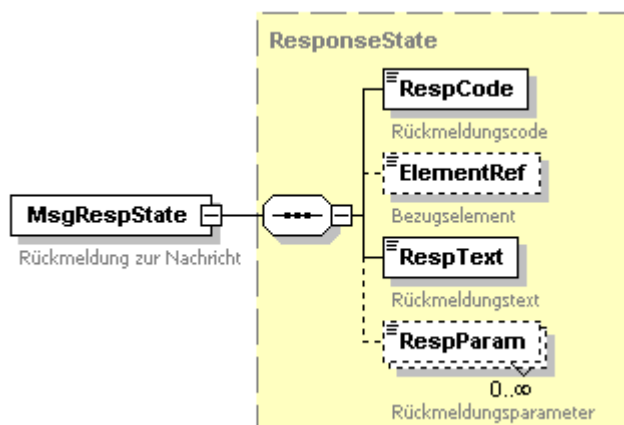 ResponseState
RespCode
Rückmeldungscode
ElementRef
Bezugselement
MsgRespState
Rückmeldung zur Nachricht
RespText
Rückmeldungstext
RespParam
0..∞
Rückmeldungsparameter